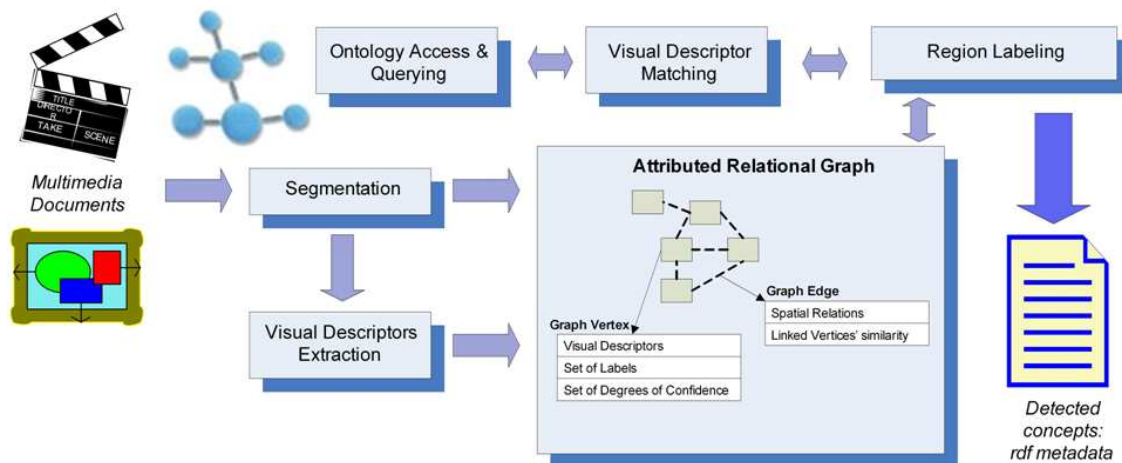 TITLE
DIRECTO
R
TAKE
SCENE
Ontology Access &
Querying
Visual Descriptor
Matching
Region Labeling
Multimedia
Documents
Segmentation
Visual Descriptors
Extraction
Attributed Relational Graph
Graph Edge
Spatial Relations
Linked Vertices' similarity
Graph Vertex
Visual Descriptors
Set of Labels
Set of Degrees of Confidence
Detected
concepts:
rdf metadata